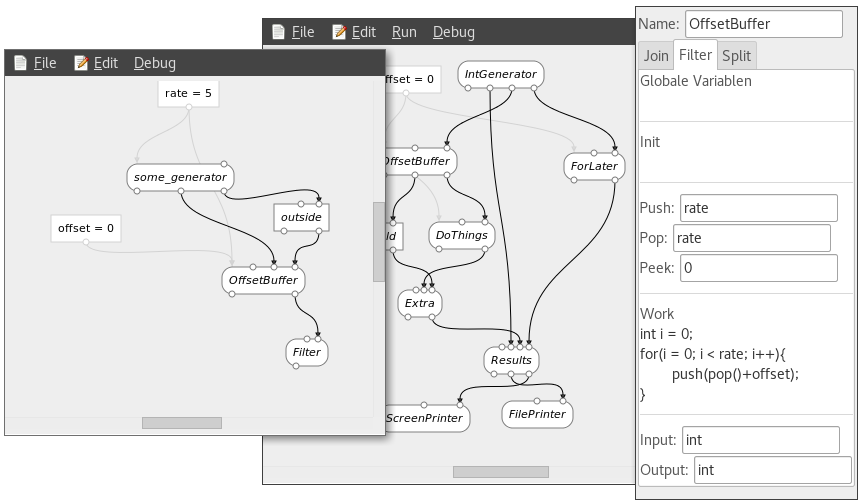 File Edit Debug
rate = 5
some_generator
outside
offset = 0
OffsetBuffer
Filter
File Edit Run Debug
offset = 0
IntGenerator
OffsetBuffer
ForLater
ld
DoThings
Extra
Results
ScreenPrinter
FilePrinter
Name: OffsetBuffer
Join Filter Split
Globale Variablen
Init
Push: rate
Pop: rate
Peek: 0
Work
int i = 0;
for(i = 0; i < rate; i++){
push(pop()+offset);
}
Input: int
Output: int